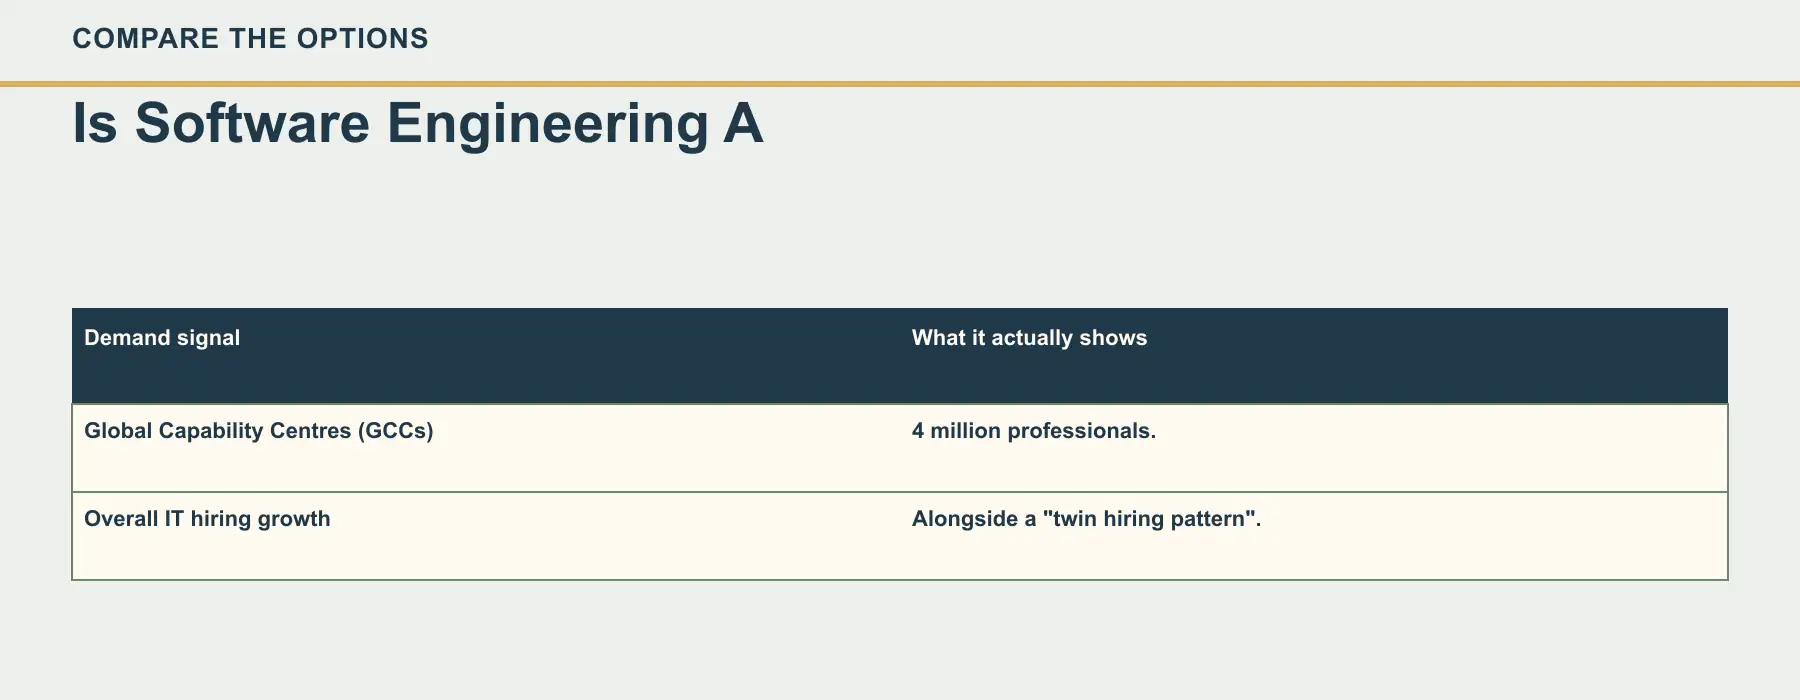 COMPARE THE OPTIONS
Is Software Engineering A
Demand signal
What it actually shows
Global Capability Centres (GCCs)
4 million professionals.
Overall IT hiring growth
Alongside a "twin hiring pattern".